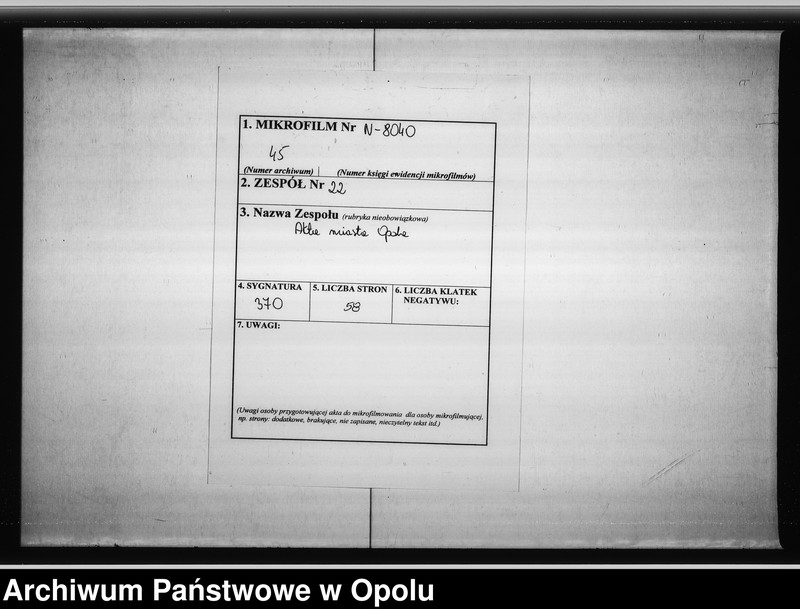 1. MIKROFILM Nr N-8040
45
(Numer archiwum) (Numer księgi ewidencji mikrofilmów)
2. ZESPÓŁ Nr 22
3. Nazwa Zespołu (rubryka nieobowiązkowa)
Akta miasta Opola
4. SYGNATURA
370
5. LICZBA STRON
58
6. LICZBA KLATEK
NEGATYWU:
7. UWAGI:
(Uwagi osoby przygotowującej akta do mikrofilmowania dla osoby mikrofilmującej,
np. strony: dodatkowe, brakujące, nie zapisane, nieczytelny tekst itd.)
Archiwum Państwowe w Opolu